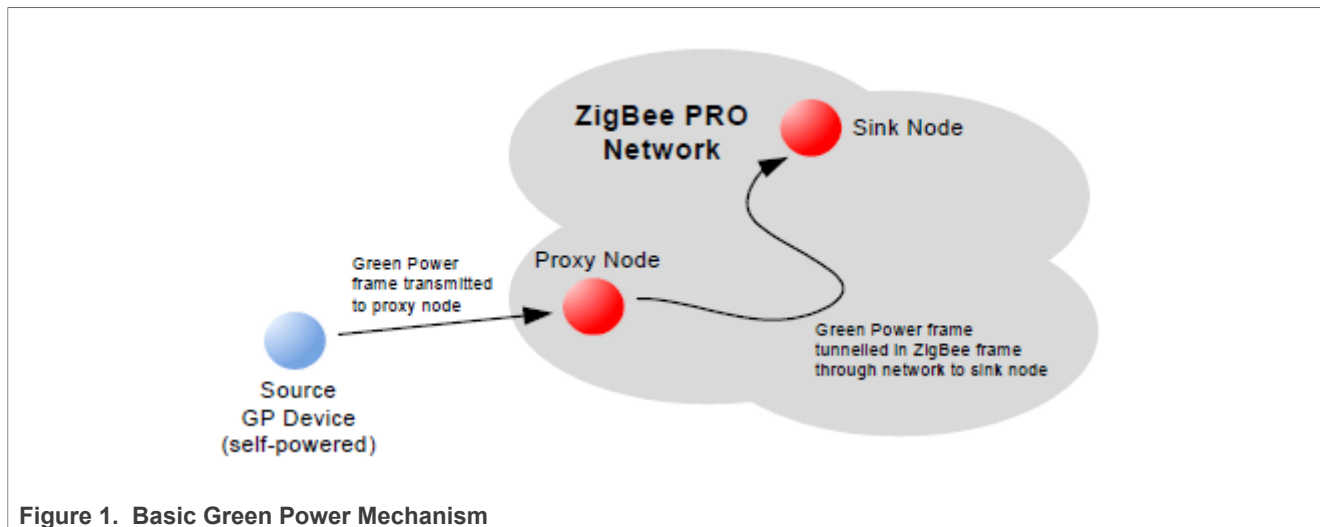 ZigBee PRO
Network
Sink Node
Proxy Node
Green Power
frame transmitted
to proxy node
Green Power frame
tunnelled in ZigBee frame
through network to sink node
Source
GP Device
(self-powered)
Figure 1. Basic Green Power Mechanism